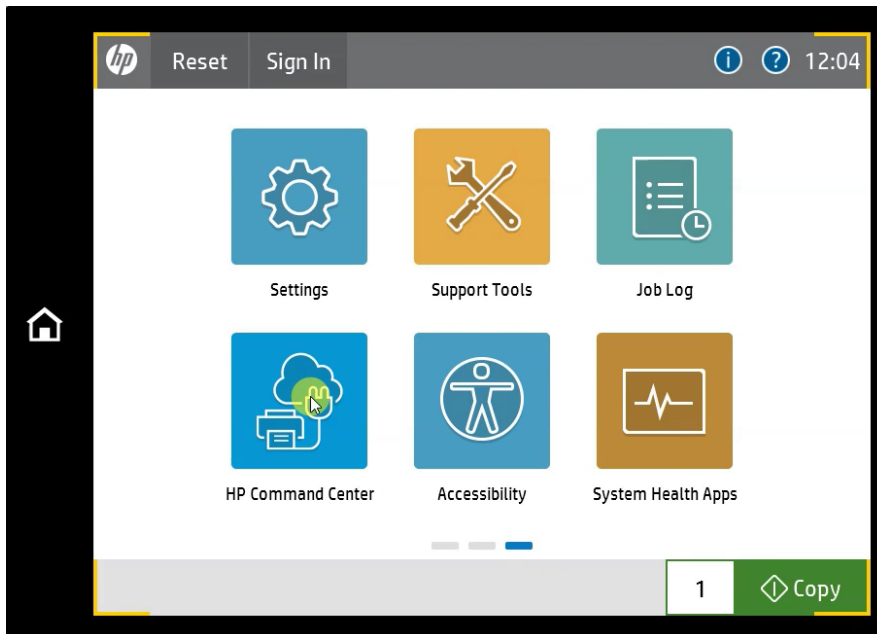 hp Reset Sign In i ? 12:04
Settings Support Tools Job Log
HP Command Center Accessibility System Health Apps
1 Copy